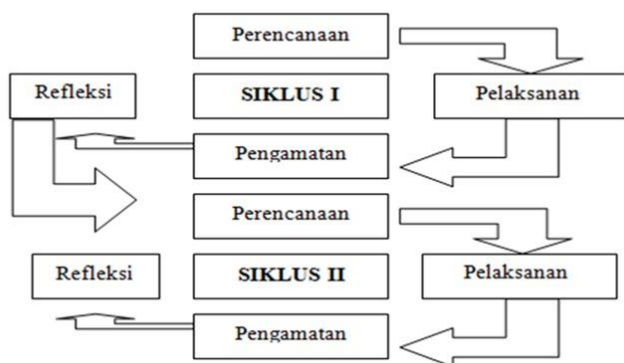 Perencanaan
Refleksi
SIKLUS I
Pelaksanan
Pengamatan
Perencanaan
Refleksi
SIKLUS II
Pelaksanan
Pengamatan